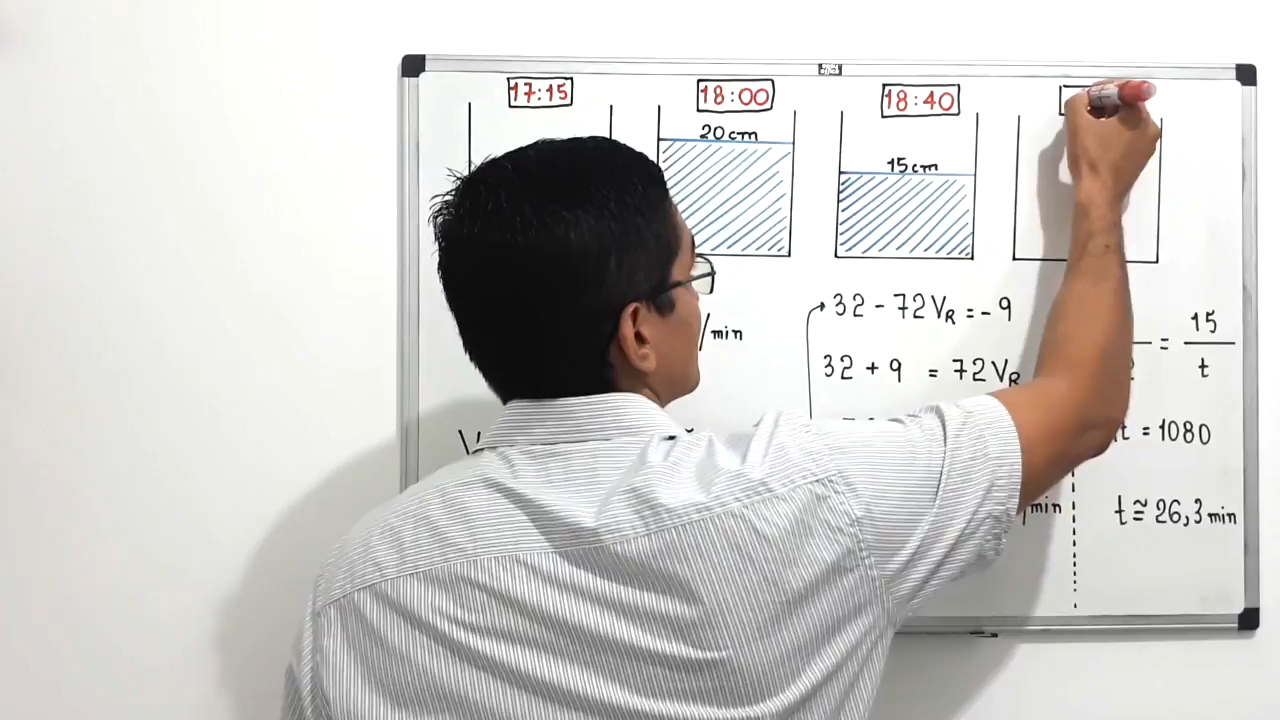 17:15
18:00
18:40
20cm
15cm
/min
32 - 72 V_R = - 9
32 + 9 = 72 V_R
= 15/t
t = 1080
min
t ≅ 26,3 min